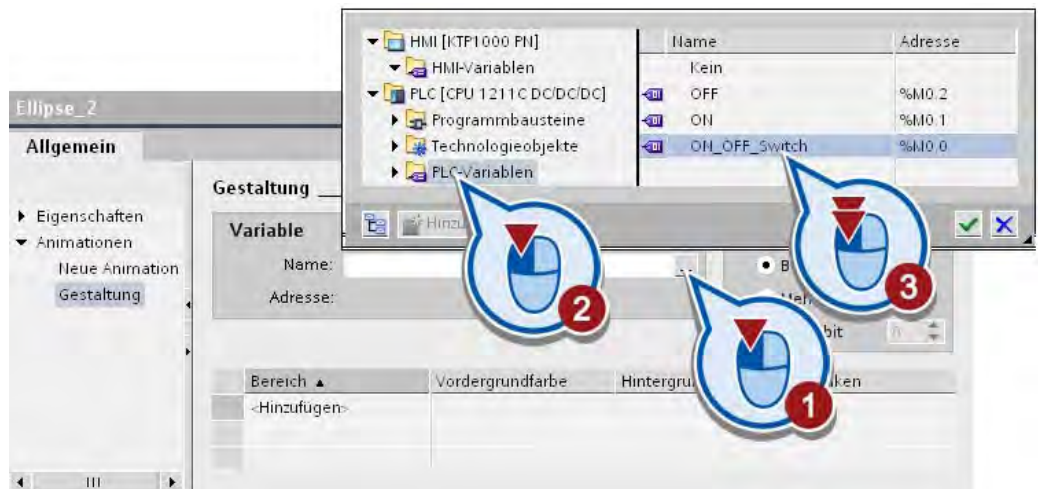 HMI [KTP1000 PN]
HMI-Variablen
PLC [CPU 1211C DC/DC/DC]
Programmbausteine
Technologieobjekte
PLC-Variablen
Name
Adresse
Kein
OFF
%M0.2
ON
%M0.1
ON_OFF_Switch
%M0.0
Ellipse_2
Allgemein
Eigenschaften
Animationen
Neue Animation
Gestaltung
Gestaltung
Variable
Name:
...
Adresse:
2
3
1
Bereich
Vordergrundfarbe
<Hinzufügen>